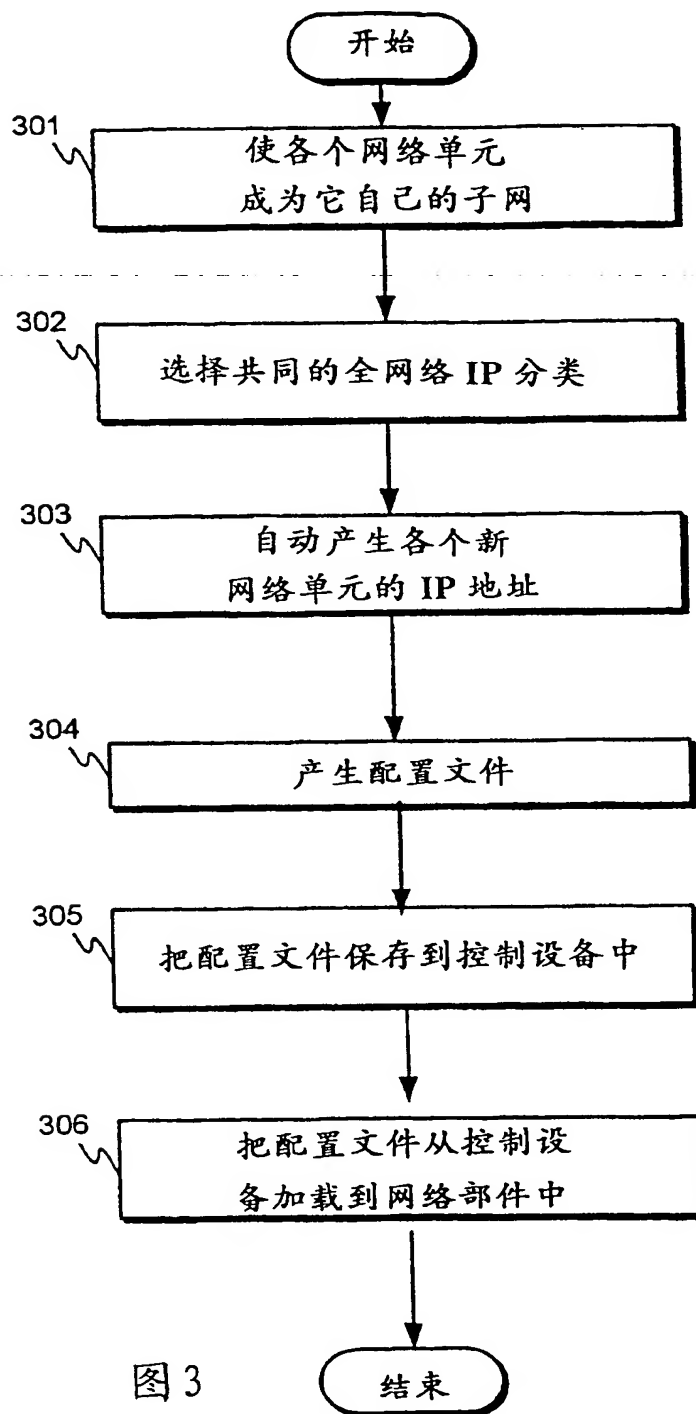 开始
301
使各个网络单元
成为它自己的子网
302
选择共同的全网络 IP 分类
303
自动产生各个新
网络单元的 IP 地址
304
产生配置文件
305
把配置文件保存到控制设备中
306
把配置文件从控制设
备加载到网络部件中
结束
图 3